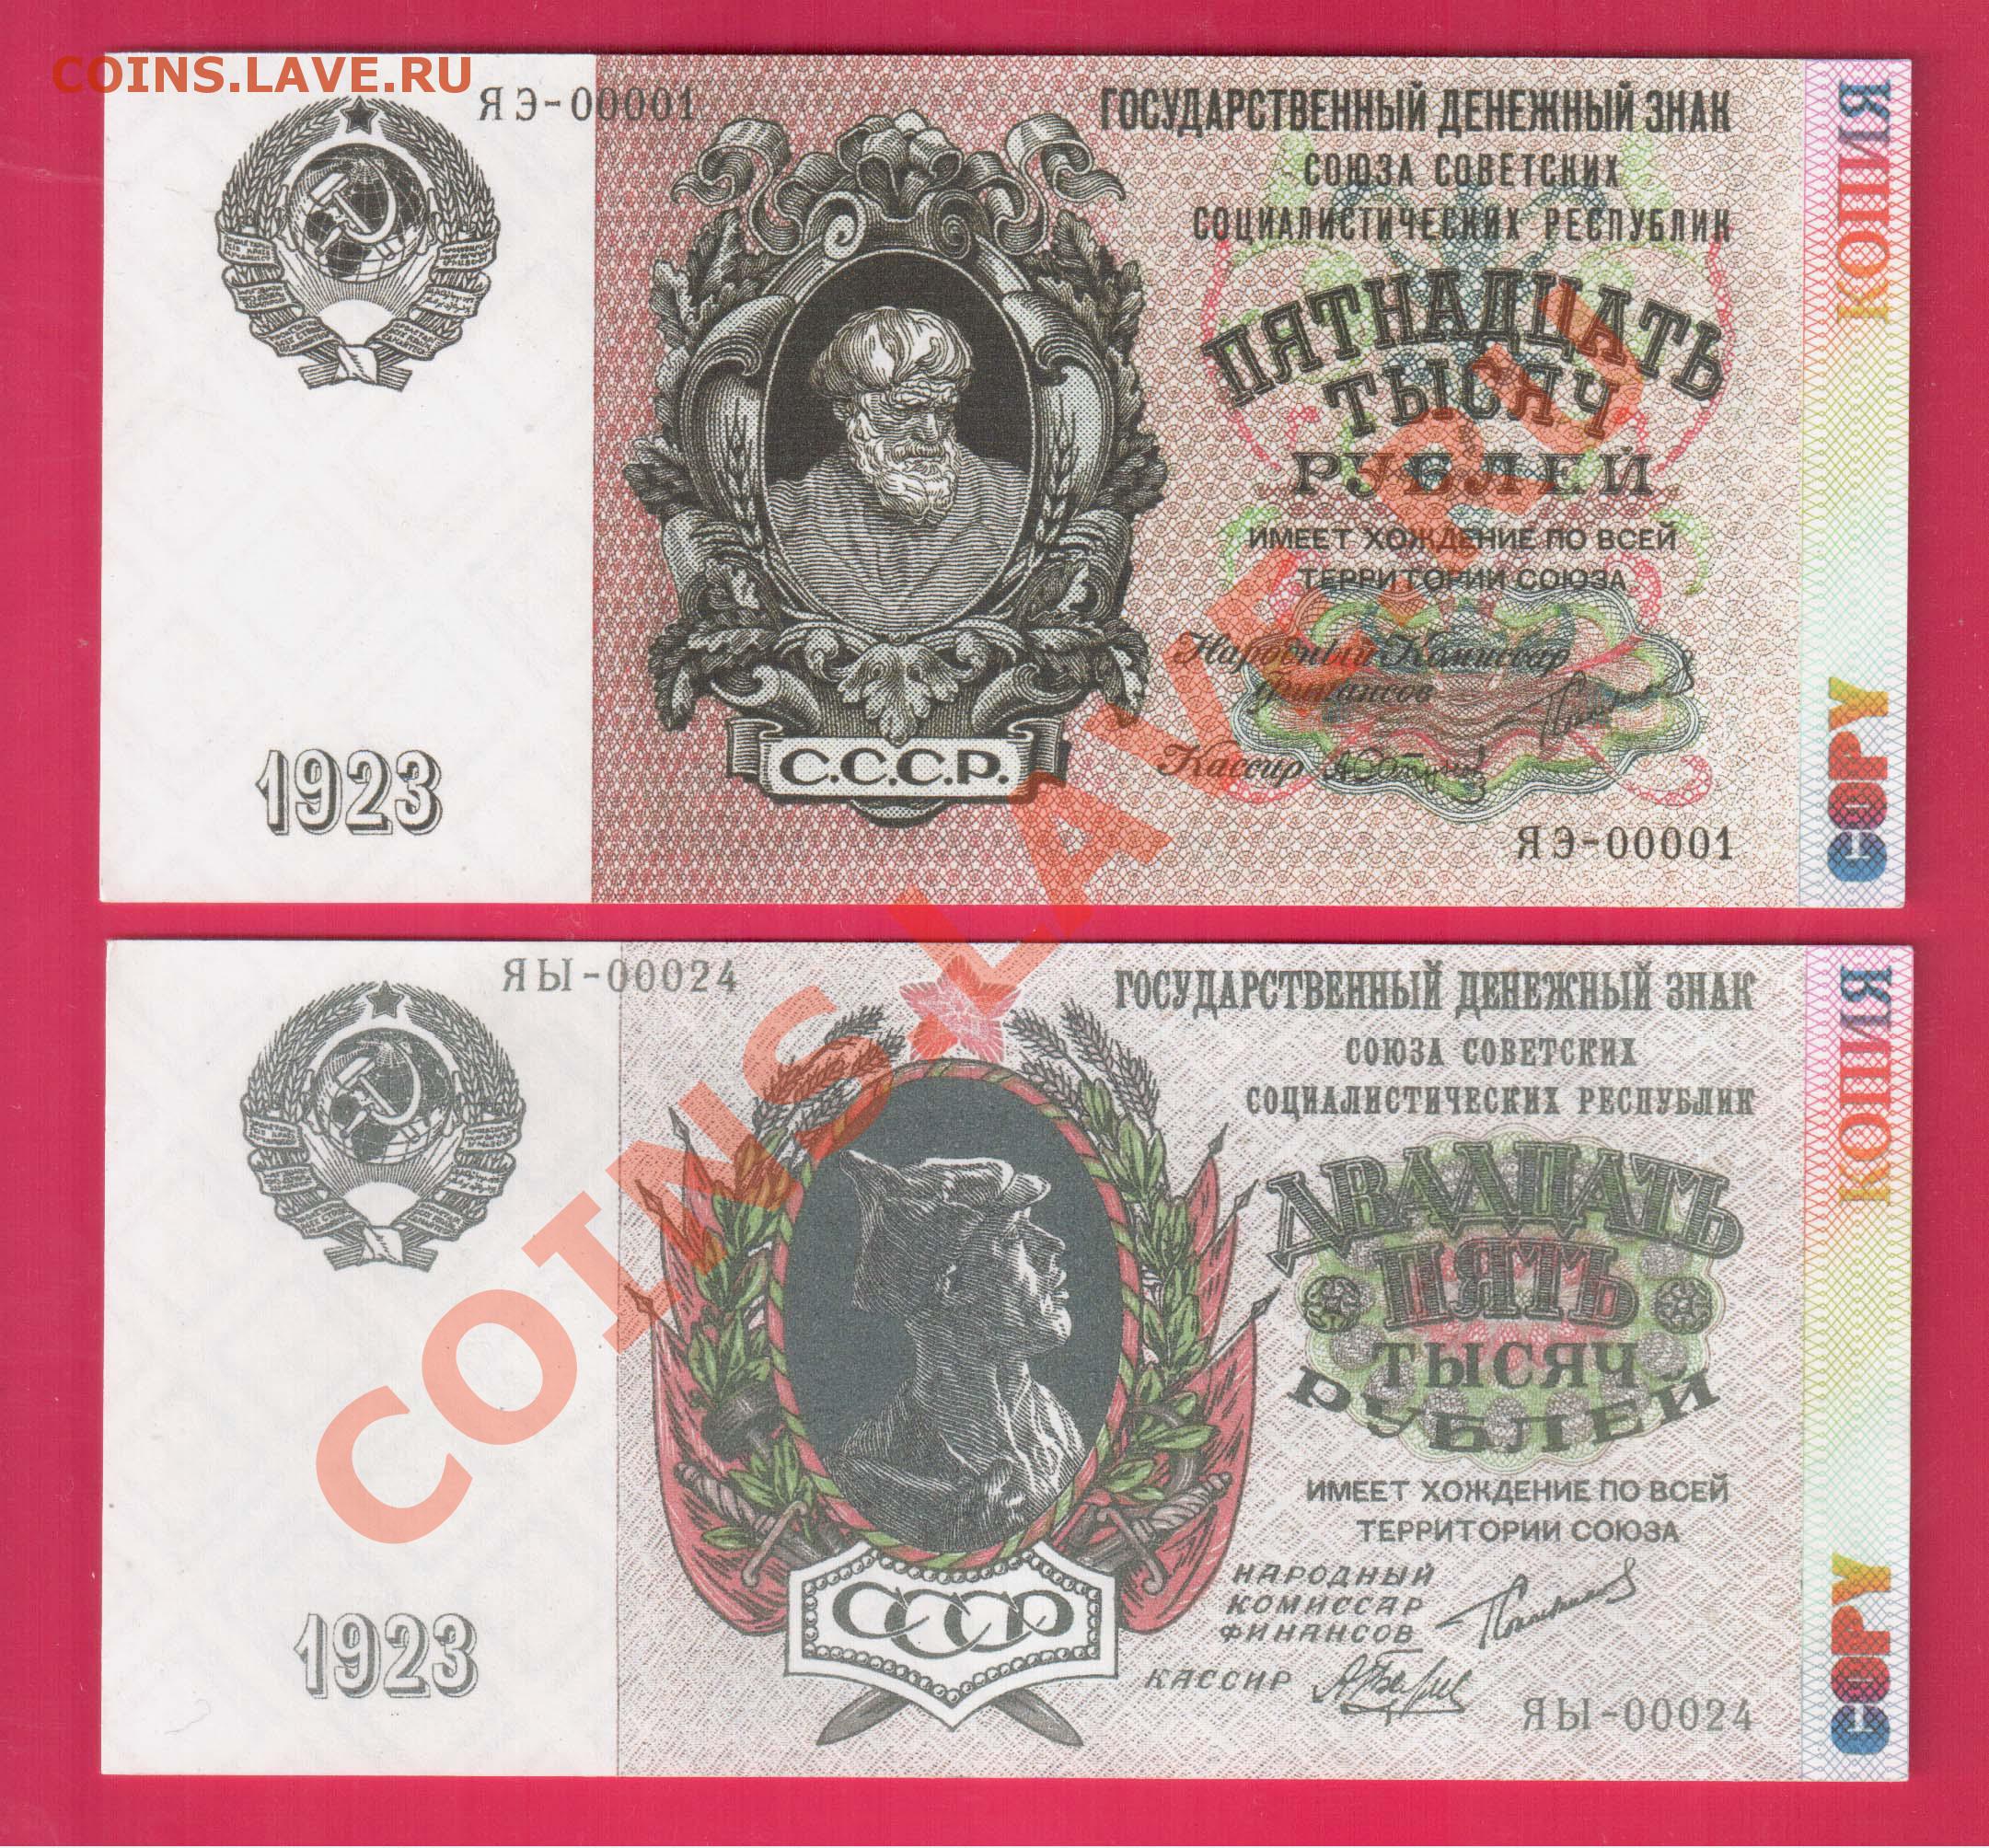 COINS.LAVE.RU
ЯЭ-00001
ГОСУДАРСТВЕННЫЙ ДЕНЕЖНЫЙ ЗНАК
СОЮЗА СОВЕТСКИХ
СОЦИАЛИСТИЧЕСКИХ РЕСПУБЛИК
ПЯТНАДЦАТЬ
ТЫСЯЧ
РУБЛЕЙ
ИМЕЕТ ХОЖДЕНИЕ ПО ВСЕЙ
ТЕРРИТОРИИ СОЮЗА
Народный Комиссар
Финансов
Кассир
С.С.С.Р.
1923
ЯЭ-00001
КОПИЯ
COPY
COINS.LAVE.RU
ЯЫ-00024
ГОСУДАРСТВЕННЫЙ ДЕНЕЖНЫЙ ЗНАК
СОЮЗА СОВЕТСКИХ
СОЦИАЛИСТИЧЕСКИХ РЕСПУБЛИК
ДВАДЦАТЬ
ПЯТЬ
ТЫСЯЧ
РУБЛЕЙ
ИМЕЕТ ХОЖДЕНИЕ ПО ВСЕЙ
ТЕРРИТОРИИ СОЮЗА
НАРОДНЫЙ
КОМИССАР
ФИНАНСОВ
КАССИР
СССР
1923
ЯЫ-00024
КОПИЯ
COPY